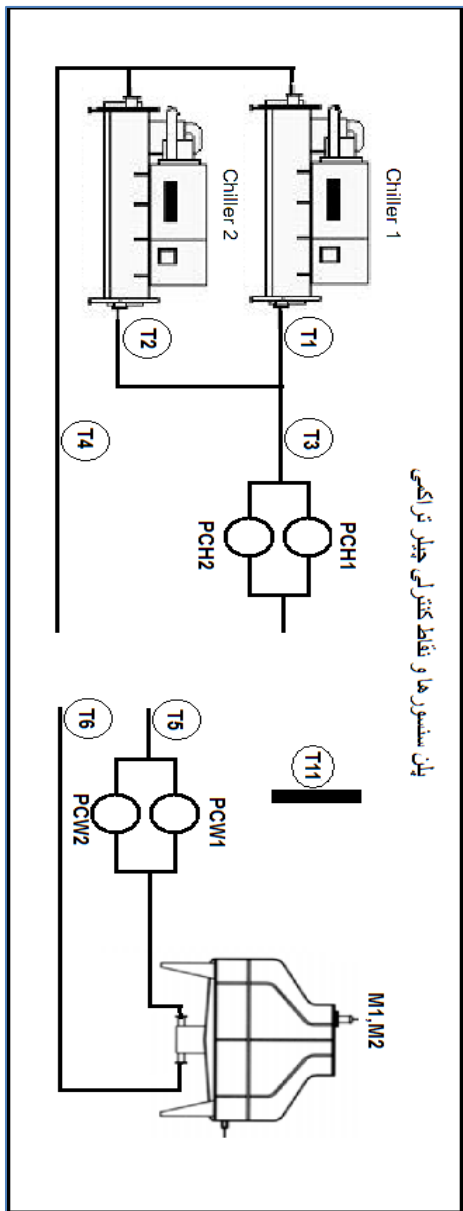 پلن سنسورها و نقاط کنترلی چیلر تراکمی
Chiller 1
Chiller 2
T1
T2
T3
T4
PCH1
PCH2
T11
T5
T6
PCW1
PCW2
M1,M2